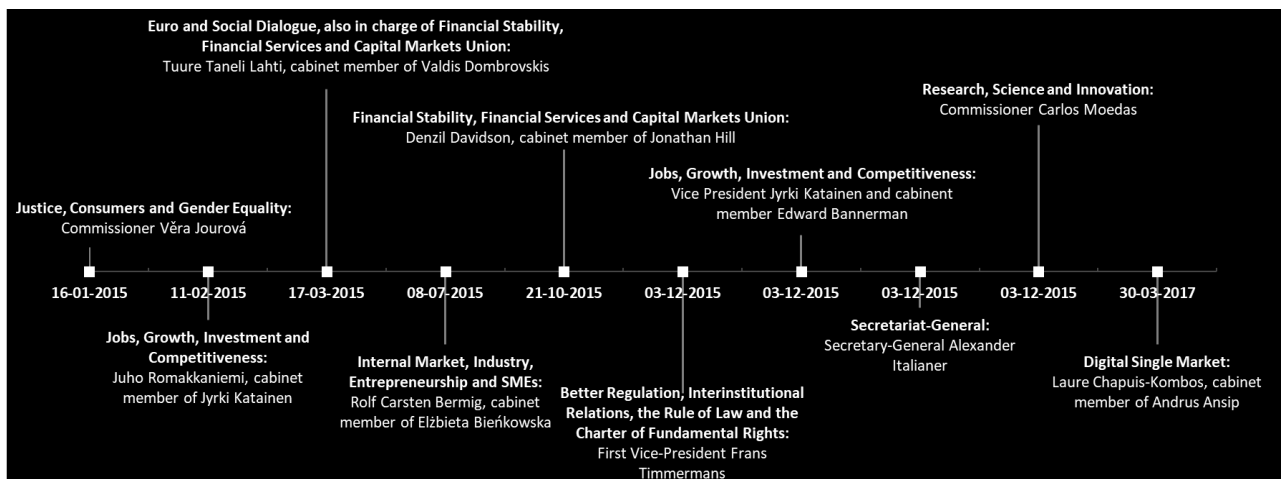 Euro and Social Dialogue, also in charge of Financial Stability,
Financial Services and Capital Markets Union:
Tuure Taneli Lahti, cabinet member of Valdis Dombrovskis
Research, Science and Innovation:
Commissioner Carlos Moedas
Financial Stability, Financial Services and Capital Markets Union:
Denzil Davidson, cabinet member of Jonathan Hill
Jobs, Growth, Investment and Competitiveness:
Vice President Jyrki Katainen and cabinent
member Edward Bannerman
Justice, Consumers and Gender Equality:
Commissioner Věra Jourová
16-01-2015 11-02-2015 17-03-2015 08-07-2015 21-10-2015 03-12-2015 03-12-2015 03-12-2015 03-12-2015 30-03-2017
Jobs, Growth, Investment and
Competitiveness:
Juho Romakkaniemi, cabinet
member of Jyrki Katainen
Internal Market, Industry,
Entrepreneurship and SMEs:
Rolf Carsten Bermig, cabinet
member of Elżbieta Bieńkowska
Better Regulation, Interinstitutional
Relations, the Rule of Law and the
Charter of Fundamental Rights:
First Vice-President Frans
Timmermans
Secretariat-General:
Secretary-General Alexander
Italianer
Digital Single Market:
Laure Chapuis-Kombos, cabinet
member of Andrus Ansip